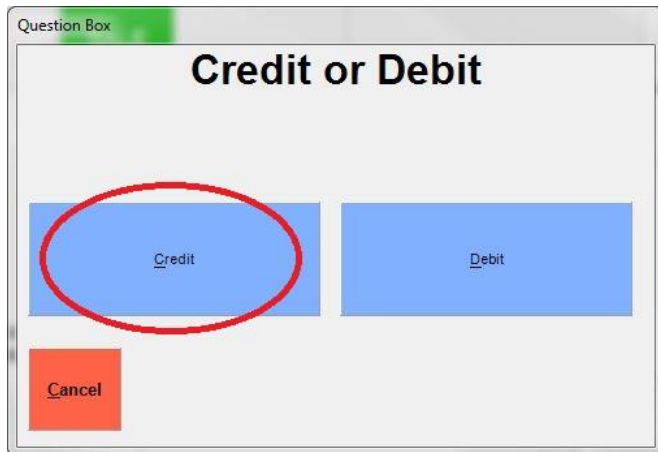 Question Box
Credit or Debit
Credit
Debit
Cancel